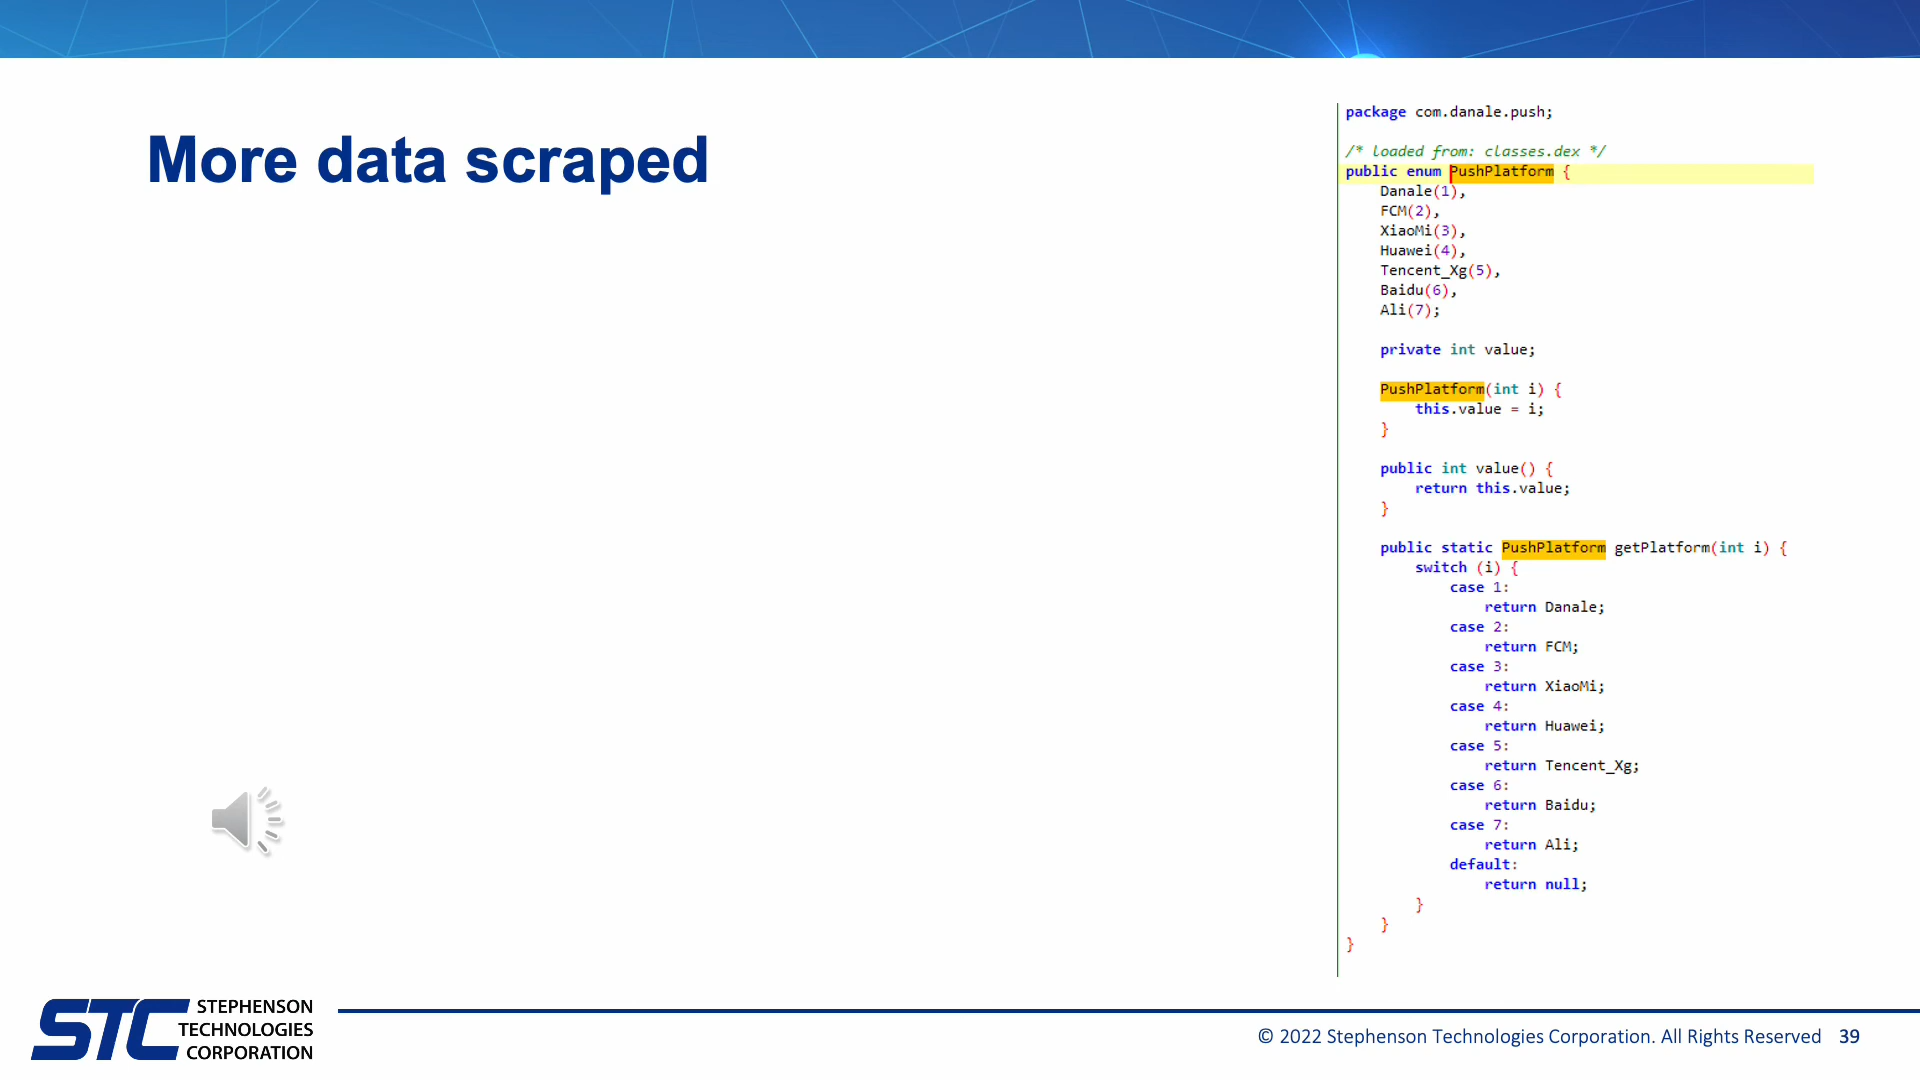 More data scraped
package com.danale.push;
/* loaded from: classes.dex */
public enum PushPlatform {
    Danale(1),
    FCM(2),
    XiaoMi(3),
    Huawei(4),
    Tencent_Xg(5),
    Baidu(6),
    Ali(7);
    private int value;
    PushPlatform(int i) {
        this.value = i;
    }
    public int value() {
        return this.value;
    }
    public static PushPlatform getPlatform(int i) {
        switch (i) {
            case 1:
                return Danale;
            case 2:
                return FCM;
            case 3:
                return XiaoMi;
            case 4:
                return Huawei;
            case 5:
                return Tencent_Xg;
            case 6:
                return Baidu;
            case 7:
                return Ali;
            default:
                return null;
        }
    }
}
STC
STEPHENSON
TECHNOLOGIES
CORPORATION
© 2022 Stephenson Technologies Corporation. All Rights Reserved 39